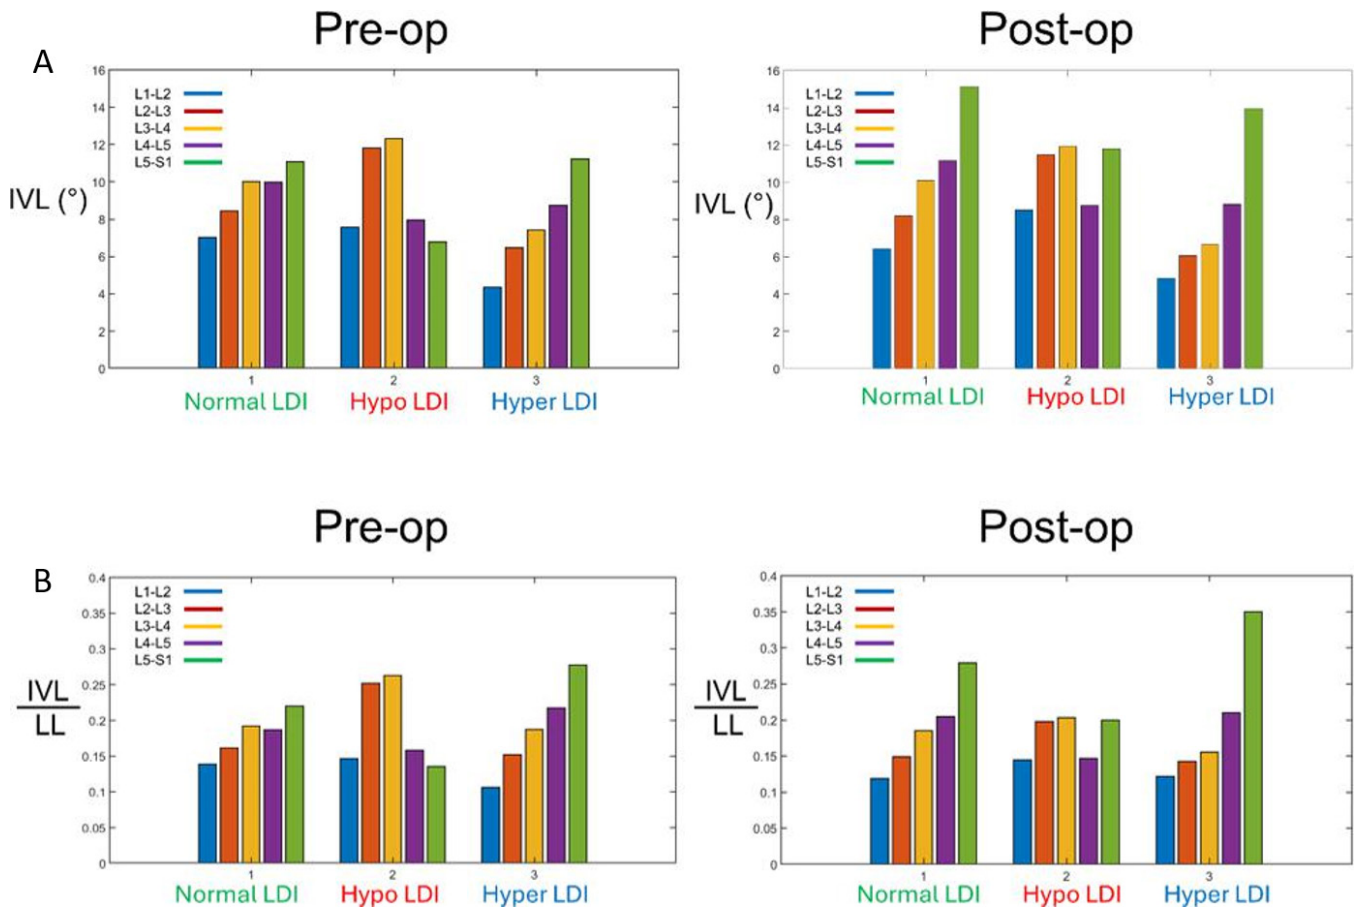 Pre-op
Post-op
A
16
14
12
10
8
6
4
2
0
IVL (°)
L1-L2
L2-L3
L3-L4
L4-L5
L5-S1
1
2
3
Normal LDI
Hypo LDI
Hyper LDI
16
14
12
10
8
6
4
2
0
IVL (°)
L1-L2
L2-L3
L3-L4
L4-L5
L5-S1
1
2
3
Normal LDI
Hypo LDI
Hyper LDI
Pre-op
Post-op
B
0.4
0.35
0.3
0.25
0.2
0.15
0.1
0.05
0
IVL
LL
L1-L2
L2-L3
L3-L4
L4-L5
L5-S1
1
2
3
Normal LDI
Hypo LDI
Hyper LDI
0.4
0.35
0.3
0.25
0.2
0.15
0.1
0.05
0
IVL
LL
L1-L2
L2-L3
L3-L4
L4-L5
L5-S1
1
2
3
Normal LDI
Hypo LDI
Hyper LDI